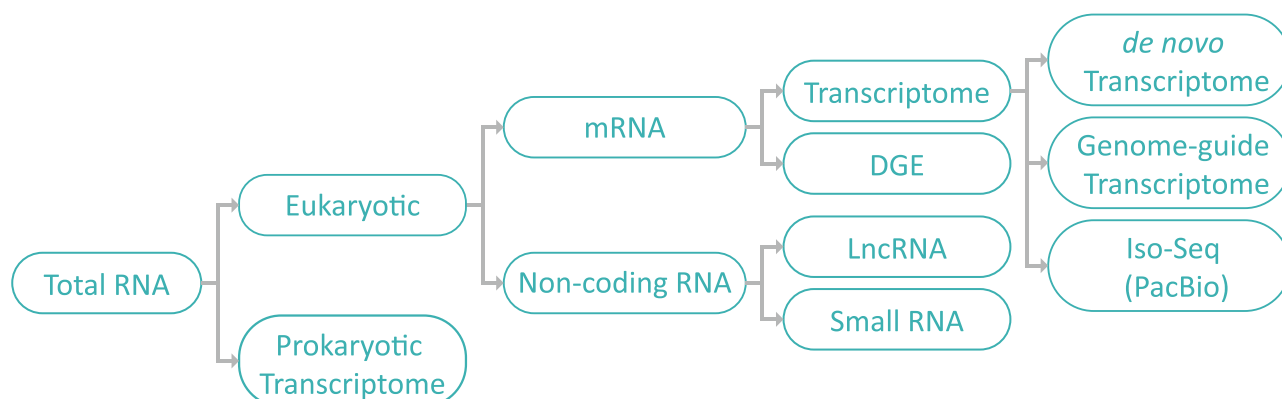 Total RNA
Eukaryotic
Prokaryotic
Transcriptome
mRNA
Non-coding RNA
Transcriptome
DGE
LncRNA
Small RNA
de novo
Transcriptome
Genome-guide
Transcriptome
Iso-Seq
(PacBio)